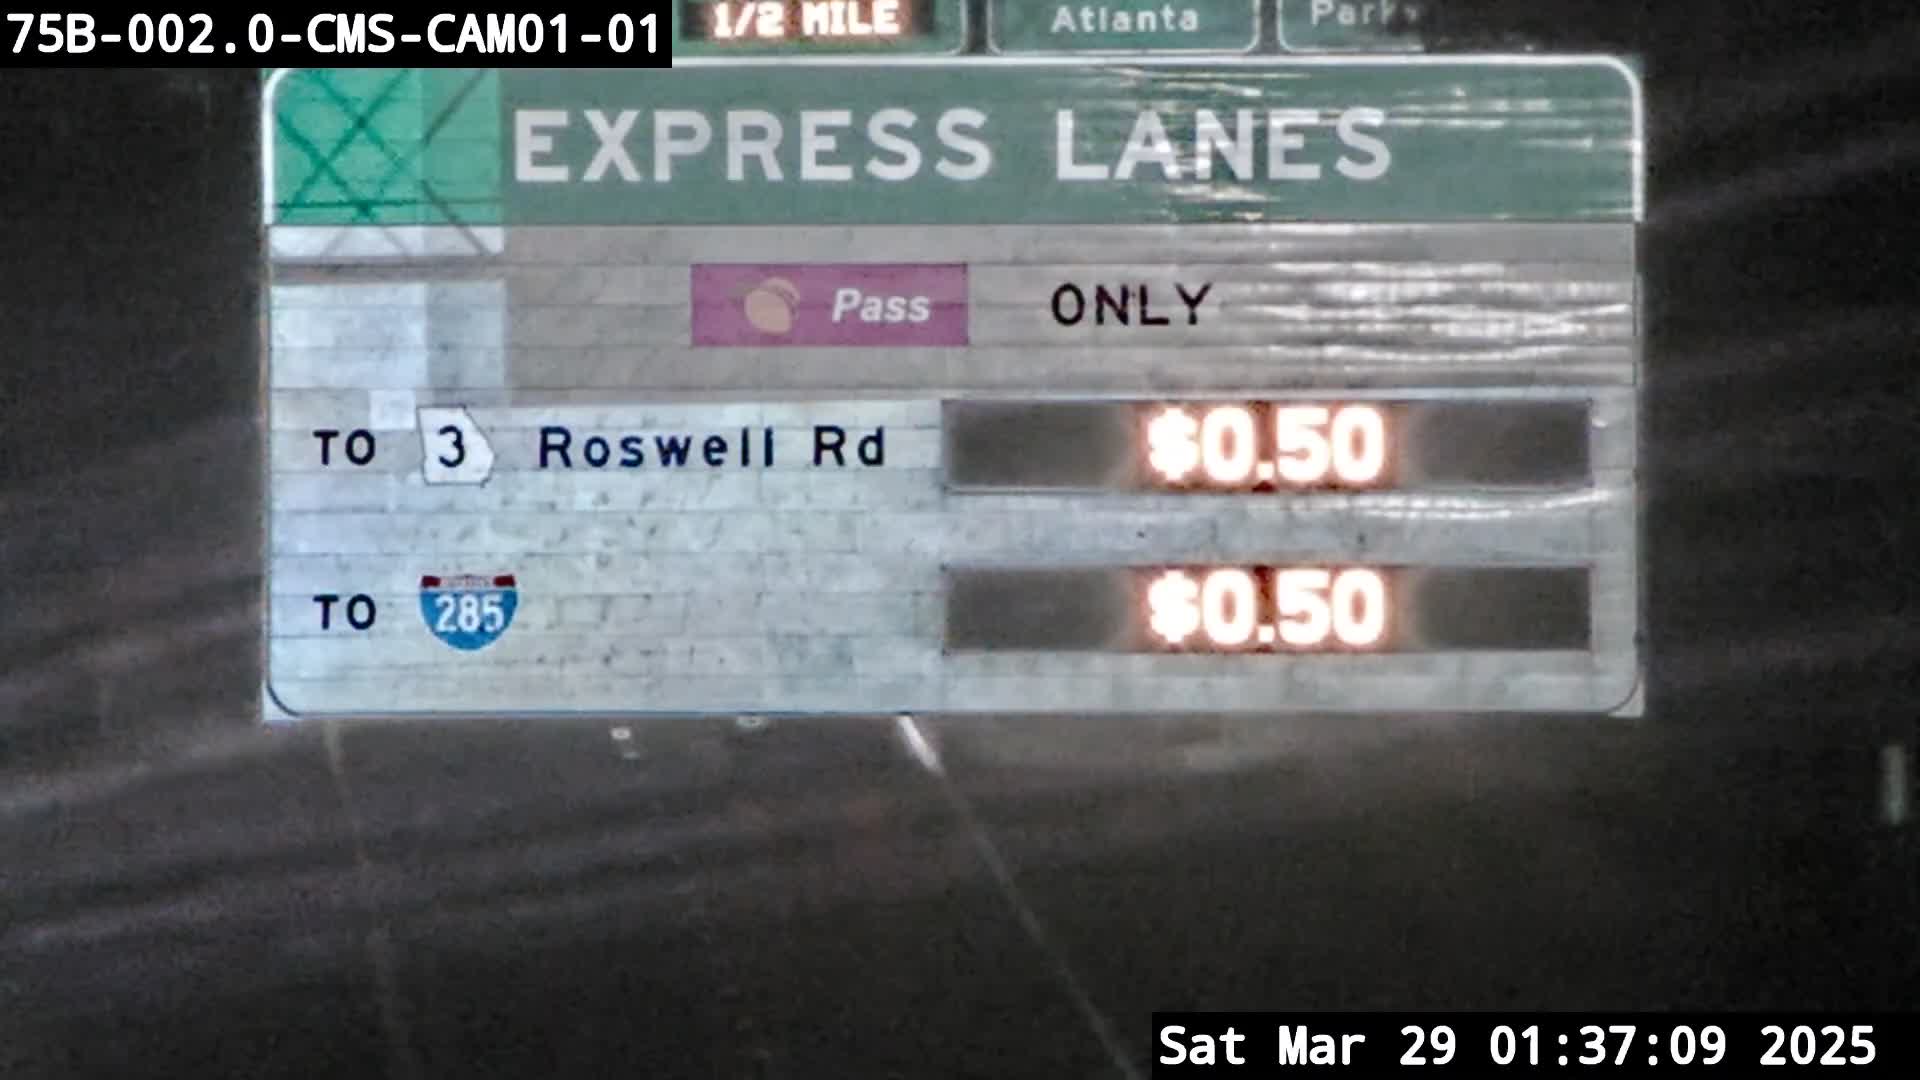 75B-002.0-CMS-CAM01-01
1/2 MILE
Atlanta
EXPRESS LANES
Pass ONLY
TO 3 Roswell Rd $0.50
TO 285 $0.50
Sat Mar 29 01:37:09 2025